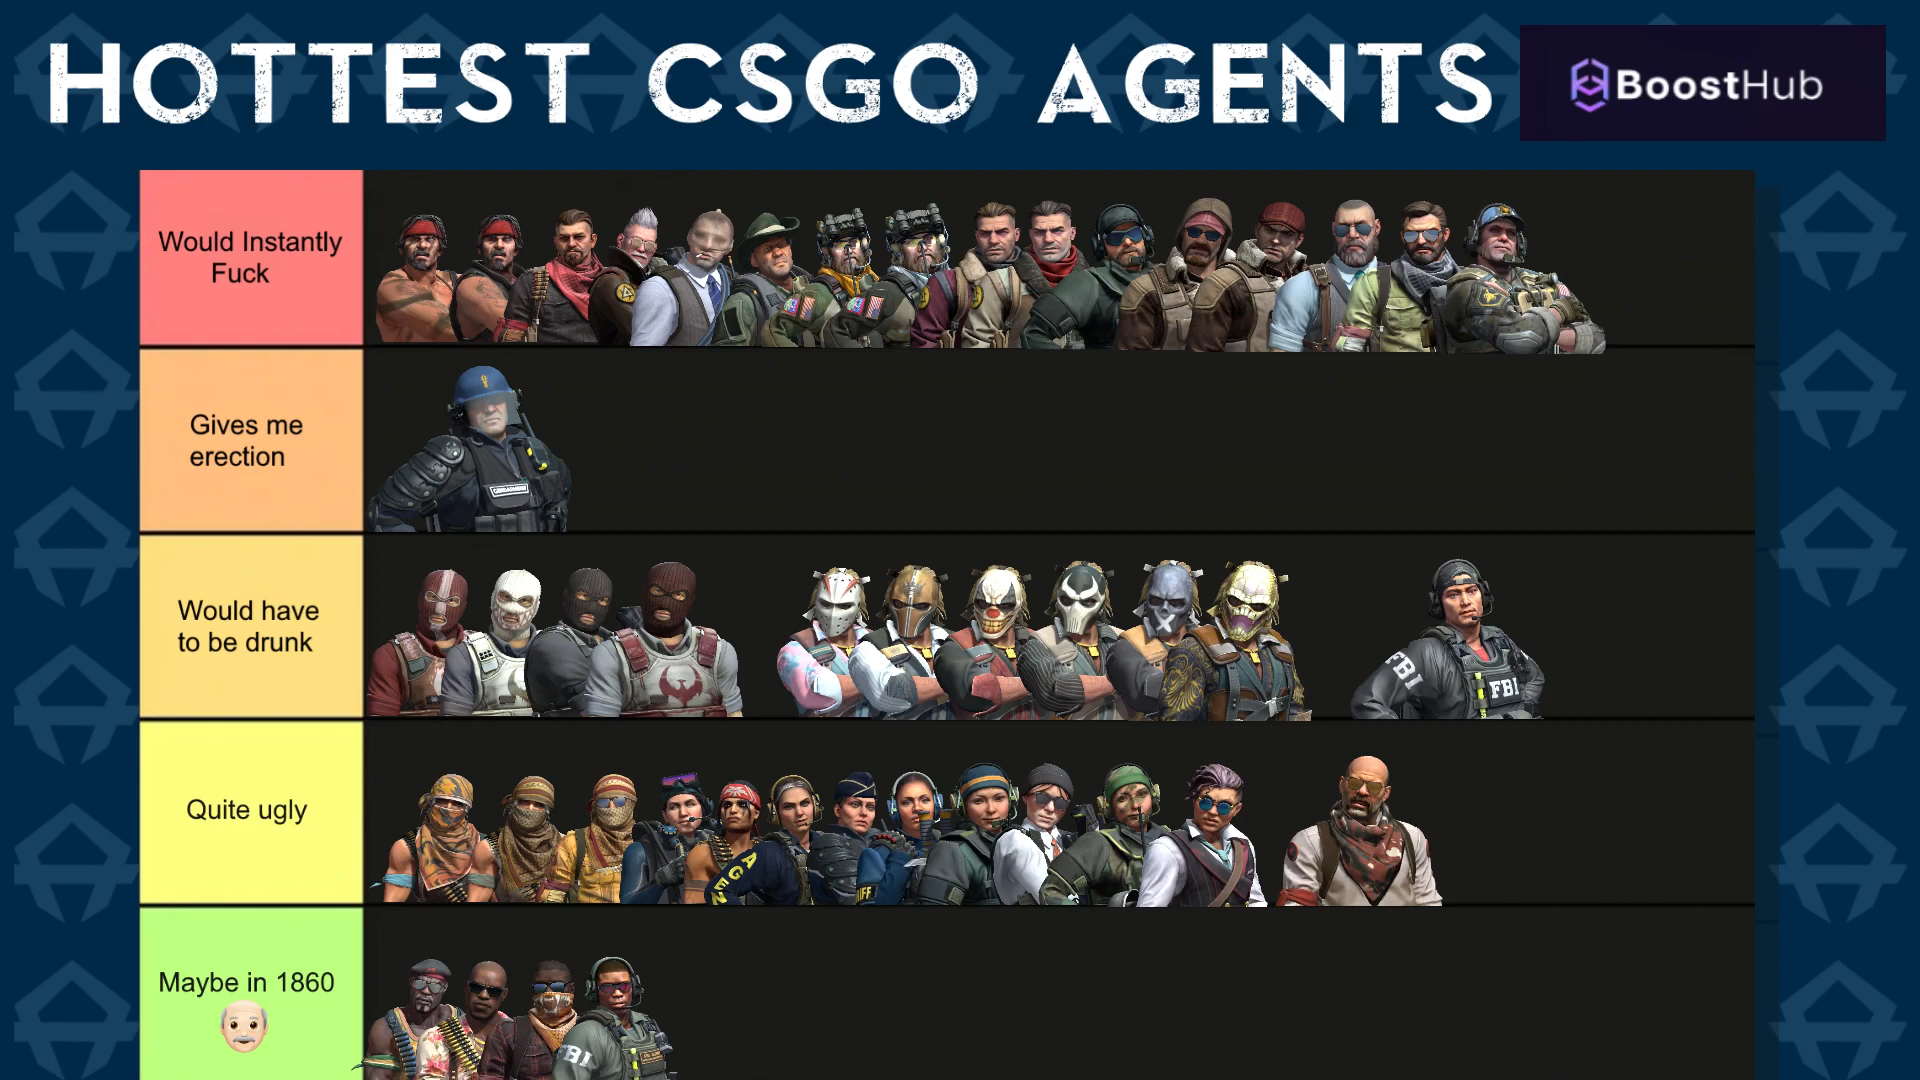 HOTTEST CSGO AGENTS
BoostHub
Would Instantly
Fuck
Gives me
erection
Would have
to be drunk
FBI
FBI
Quite ugly
Maybe in 1860
FBI